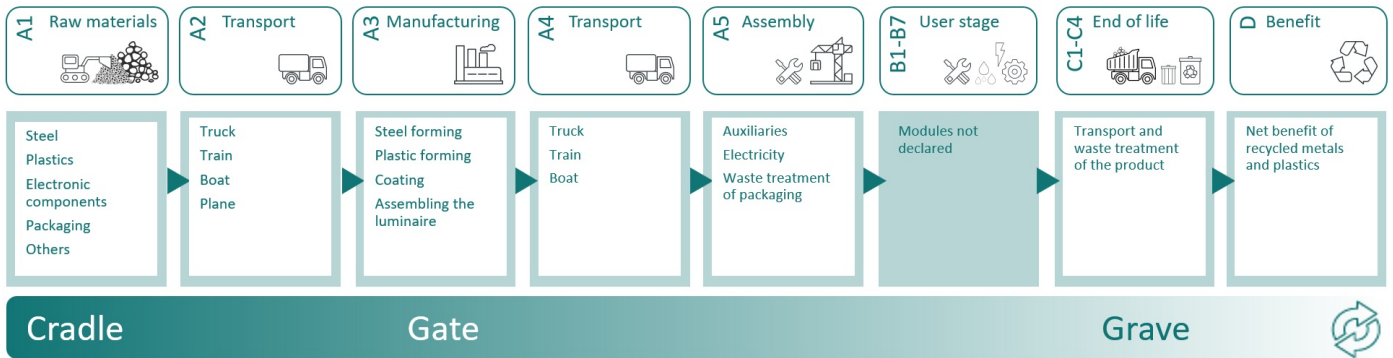 A1 Raw materials
A2 Transport
A3 Manufacturing
A4 Transport
A5 Assembly
B1-B7 User stage
C1-C4 End of life
D Benefit
Steel
Plastics
Electronic
components
Packaging
Others
Truck
Train
Boat
Plane
Steel forming
Plastic forming
Coating
Assembling the
luminaire
Truck
Train
Boat
Auxiliaries
Electricity
Waste treatment
of packaging
Modules not
declared
Transport and
waste treatment
of the product
Net benefit of
recycled metals
and plastics
Cradle
Gate
Grave